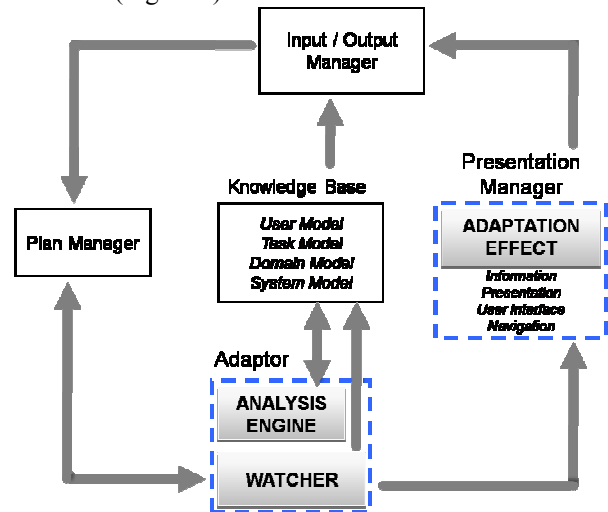 Input / Output
Manager
Presentation
Manager
Knowledge Base
User Model
Task Model
Domain Model
System Model
Plan Manager
ADAPTATION
EFFECT
Information
Presentation
User Interface
Navigation
Adaptor
ANALYSIS
ENGINE
WATCHER